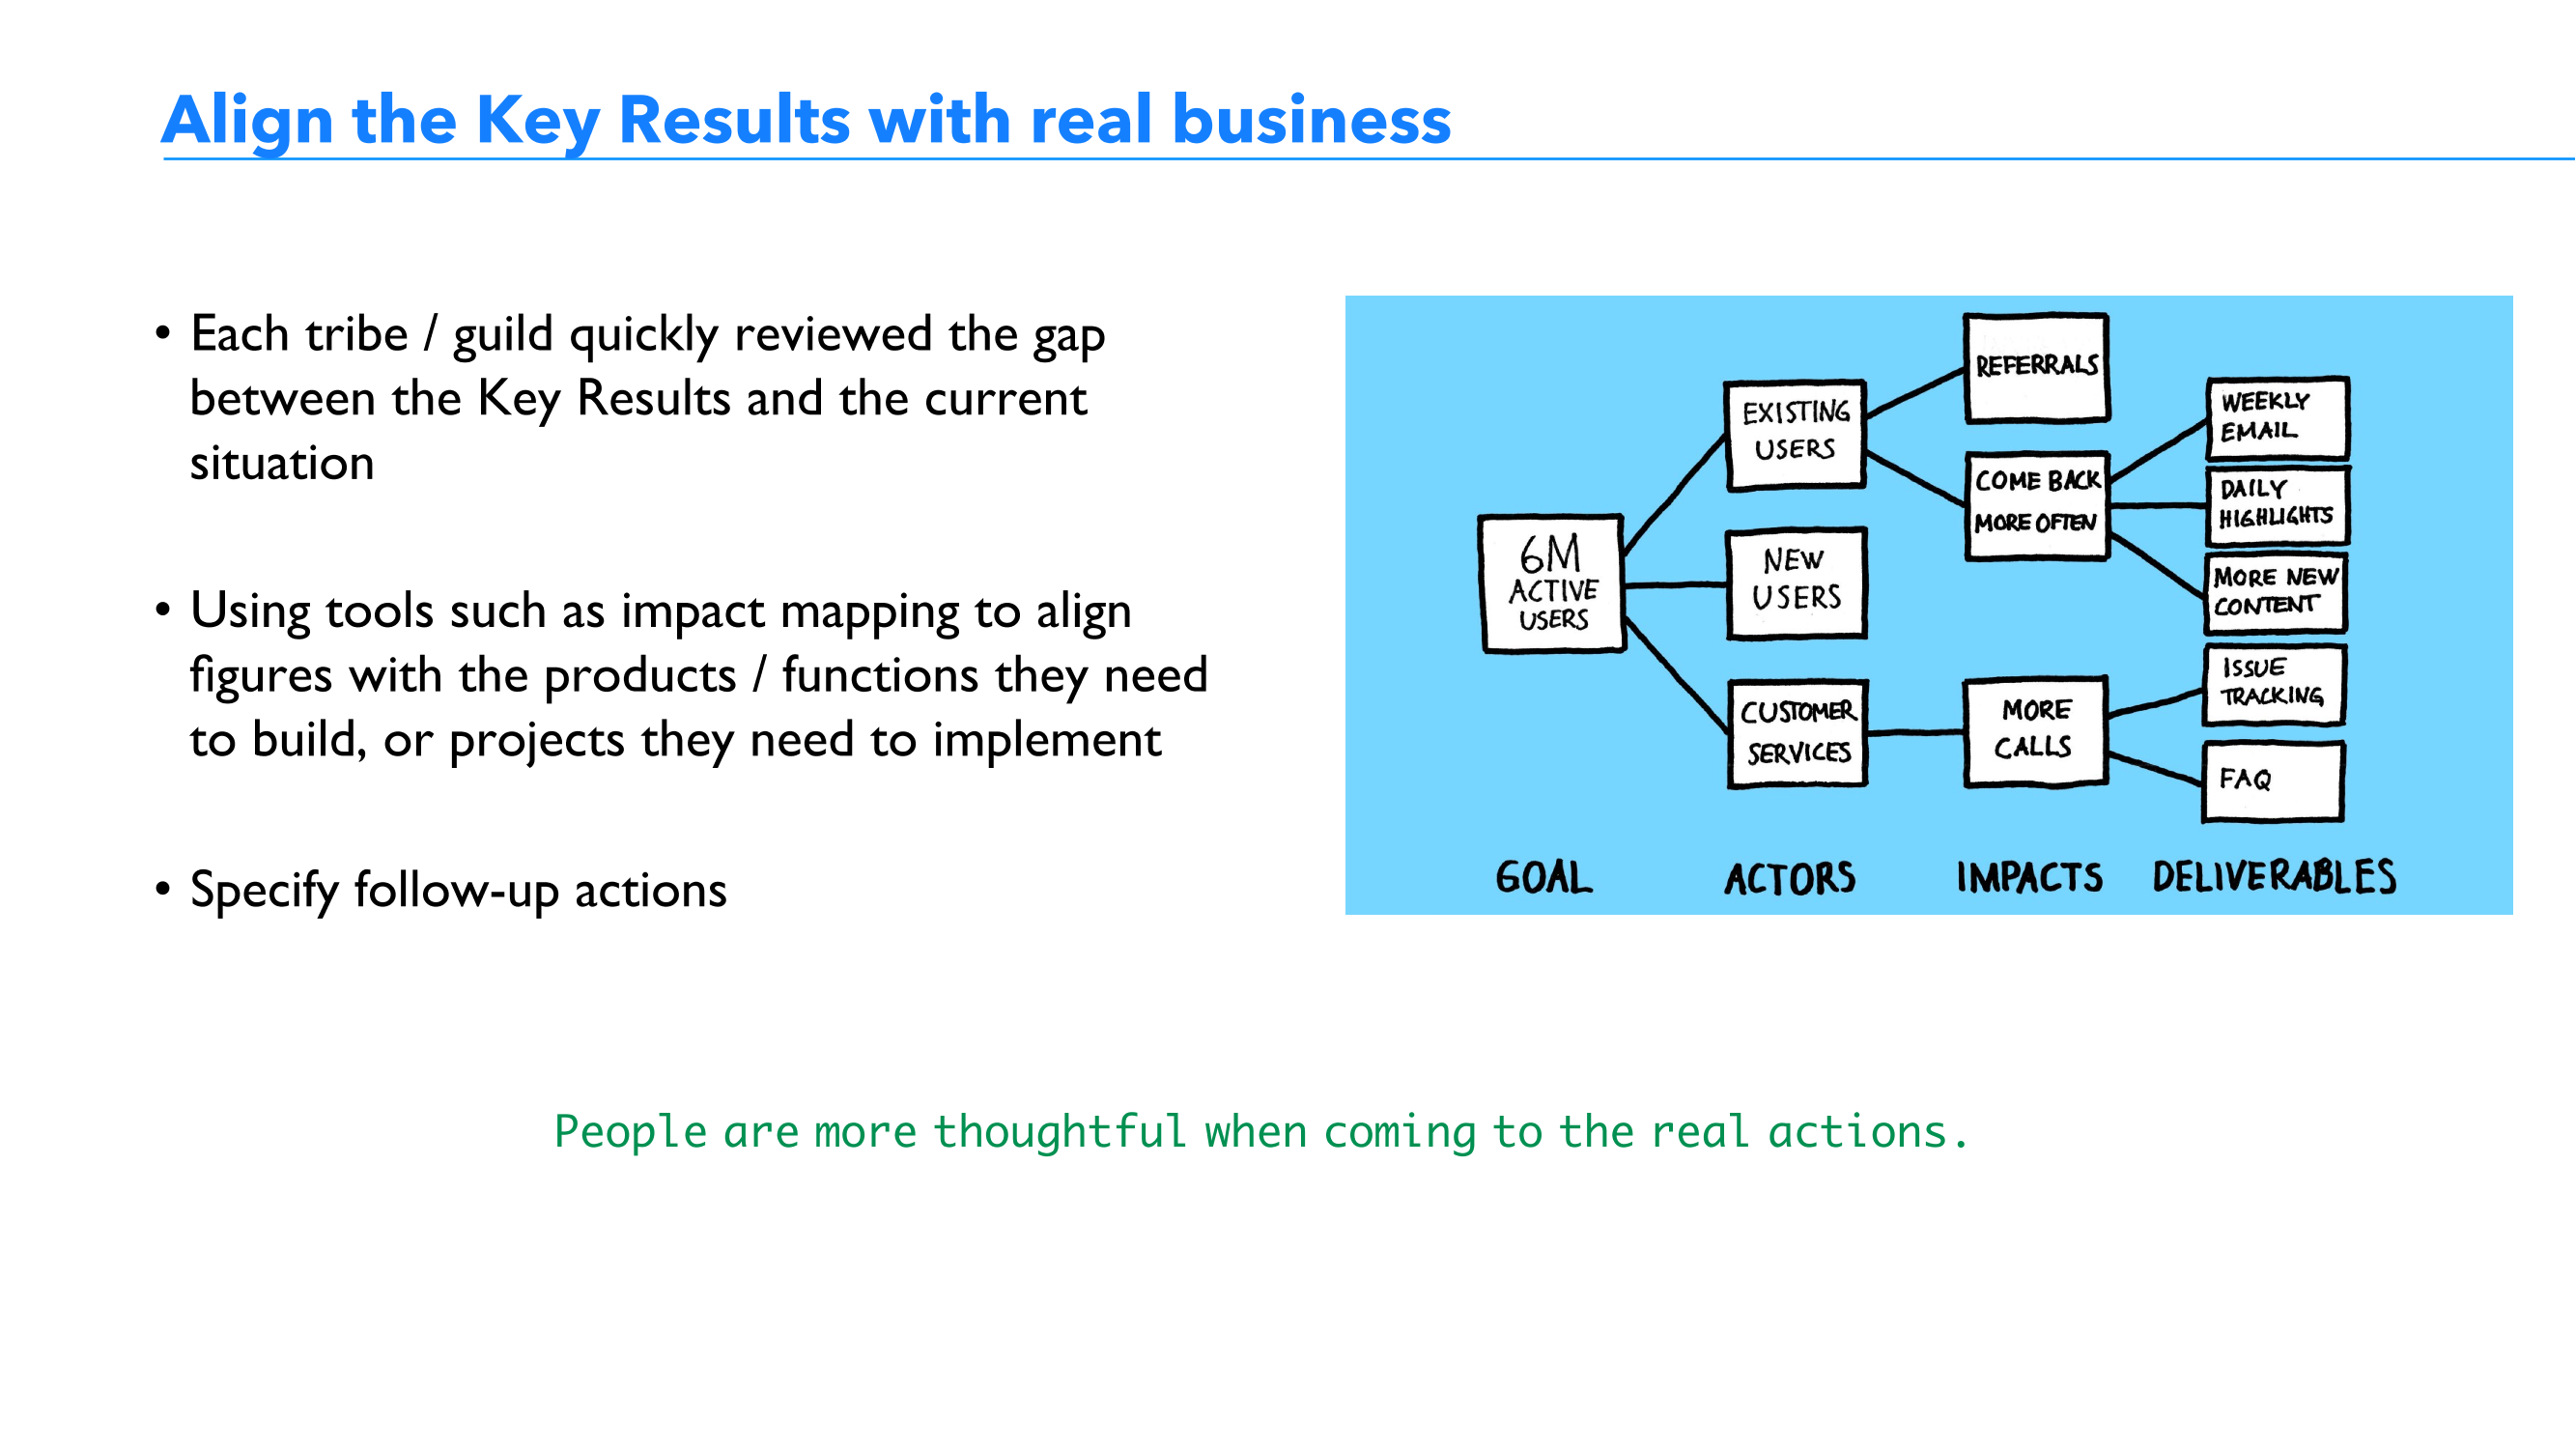 Align the Key Results with real business
• Each tribe / guild quickly reviewed the gap
between the Key Results and the current
situation
• Using tools such as impact mapping to align
figures with the products / functions they need
to build, or projects they need to implement
• Specify follow-up actions
6M
ACTIVE
USERS
EXISTING
USERS
NEW
USERS
CUSTOMER
SERVICES
REFERRALS
COME BACK
MORE OFTEN
MORE
CALLS
WEEKLY
EMAIL
DAILY
HIGHLIGHTS
MORE NEW
CONTENT
ISSUE
TRACKING
FAQ
GOAL
ACTORS
IMPACTS
DELIVERABLES
People are more thoughtful when coming to the real actions.